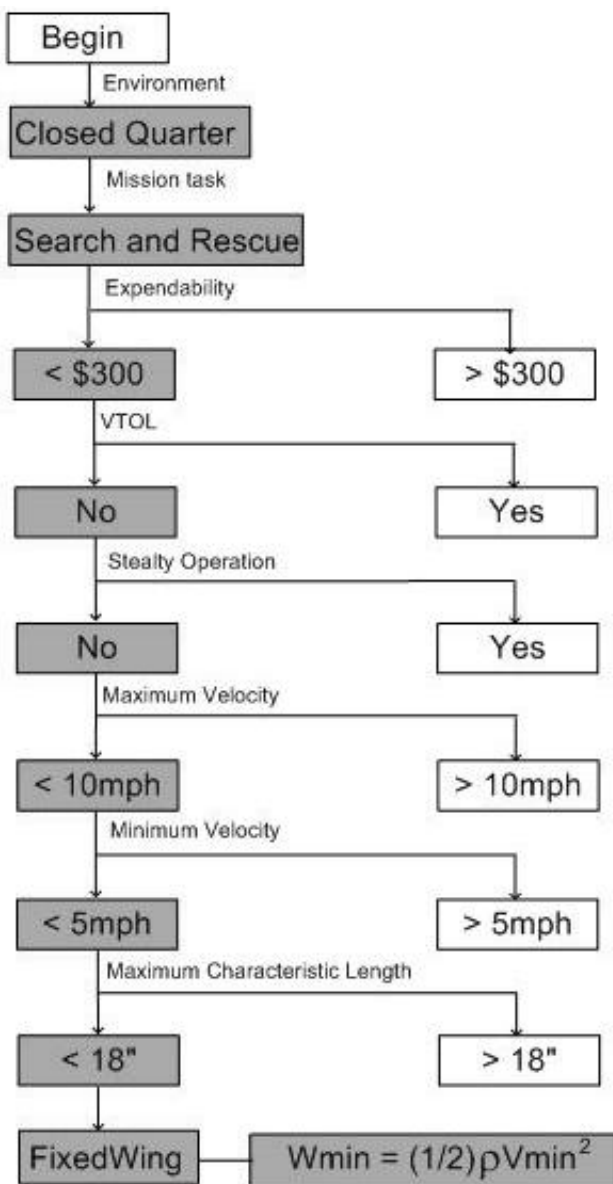 Begin
Environment
Closed Quarter
Mission task
Search and Rescue
Expendability
< $300
> $300
VTOL
No
Yes
Stealty Operation
No
Yes
Maximum Velocity
< 10mph
> 10mph
Minimum Velocity
< 5mph
> 5mph
Maximum Characteristic Length
< 18"
> 18"
FixedWing
Wmin = (1/2)ρVmin²